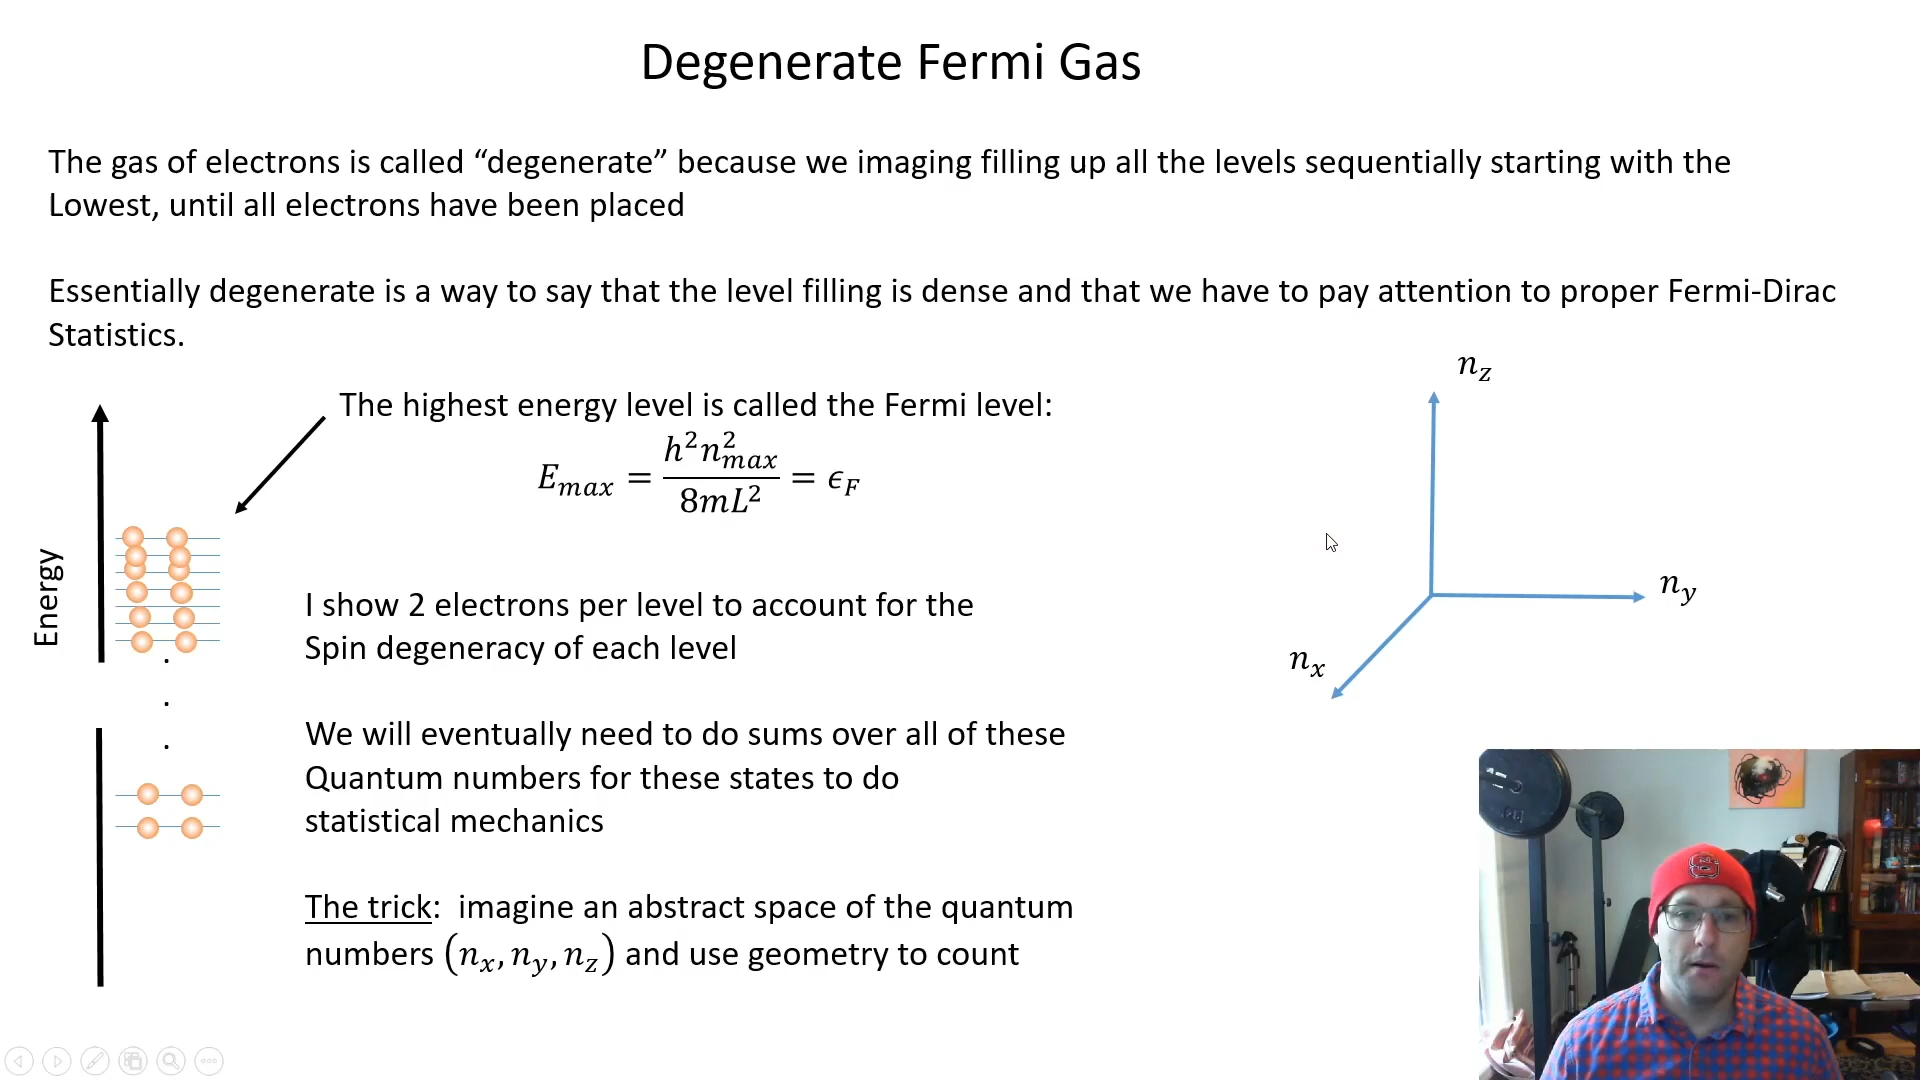 Degenerate Fermi Gas
The gas of electrons is called “degenerate” because we imaging filling up all the levels sequentially starting with the
Lowest, until all electrons have been placed
Essentially degenerate is a way to say that the level filling is dense and that we have to pay attention to proper Fermi-Dirac
Statistics.
The highest energy level is called the Fermi level:
E_{max} = \frac{h^2 n_{max}^2}{8mL^2} = ϵ_F
Energy
I show 2 electrons per level to account for the
Spin degeneracy of each level
We will eventually need to do sums over all of these
Quantum numbers for these states to do
statistical mechanics
The trick: imagine an abstract space of the quantum
numbers (n_x, n_y, n_z) and use geometry to count
n_z
n_y
n_x